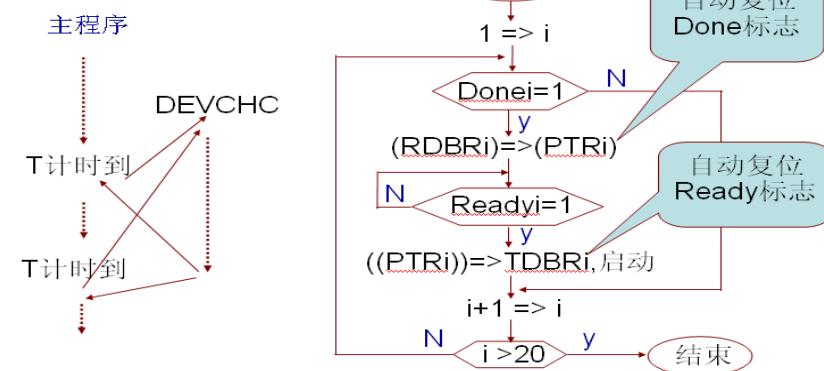 主程序
DEVCHC
T计时到
T计时到
自动复位
Done标志
1 => i
Donei=1
N
y
(RDBRi)=>(PTRi)
自动复位
Ready标志
N
Readyi=1
y
((PTRi))=>TDBRi,启动
i+1 => i
N
i >20
y
结束